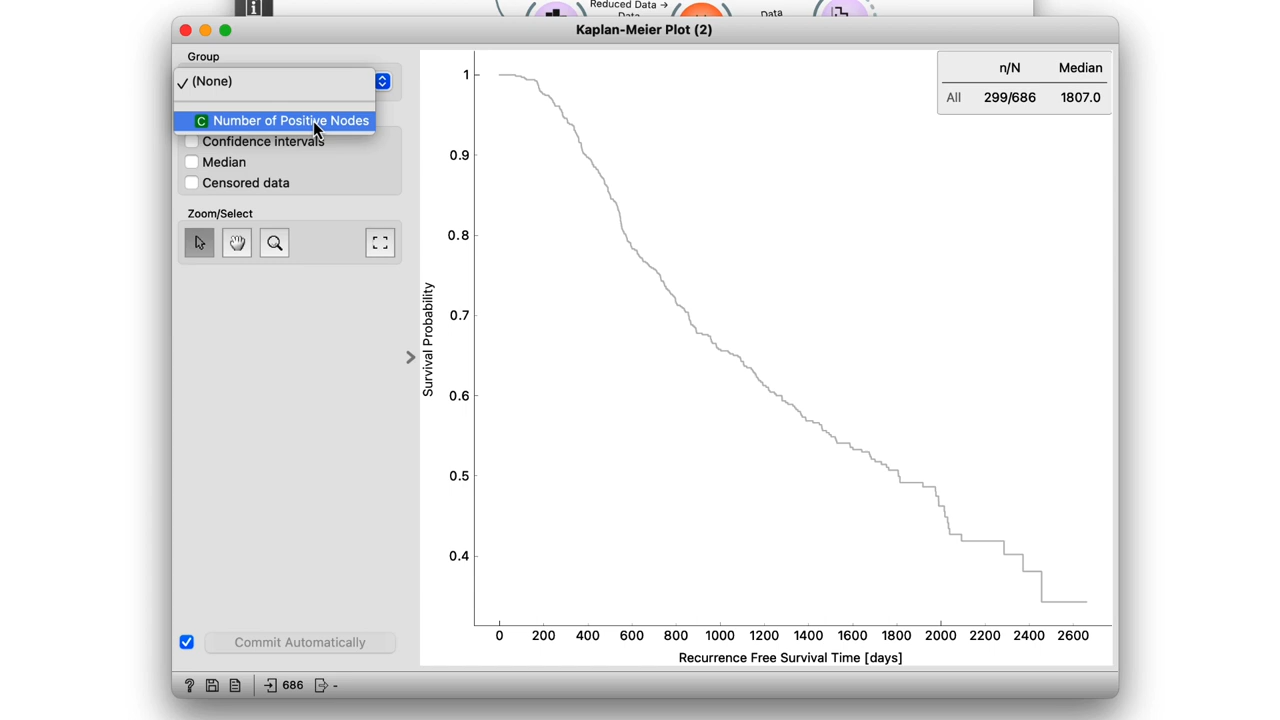 Reduced Data →
Data
Data
Kaplan-Meier Plot (2)
Group
✓ (None)
C Number of Positive Nodes
Confidence intervals
Median
Censored data
Zoom/Select
Commit Automatically
? 686 -
n/N Median
All 299/686 1807.0
Survival Probability
1
0.9
0.8
0.7
0.6
0.5
0.4
0 200 400 600 800 1000 1200 1400 1600 1800 2000 2200 2400 2600
Recurrence Free Survival Time [days]